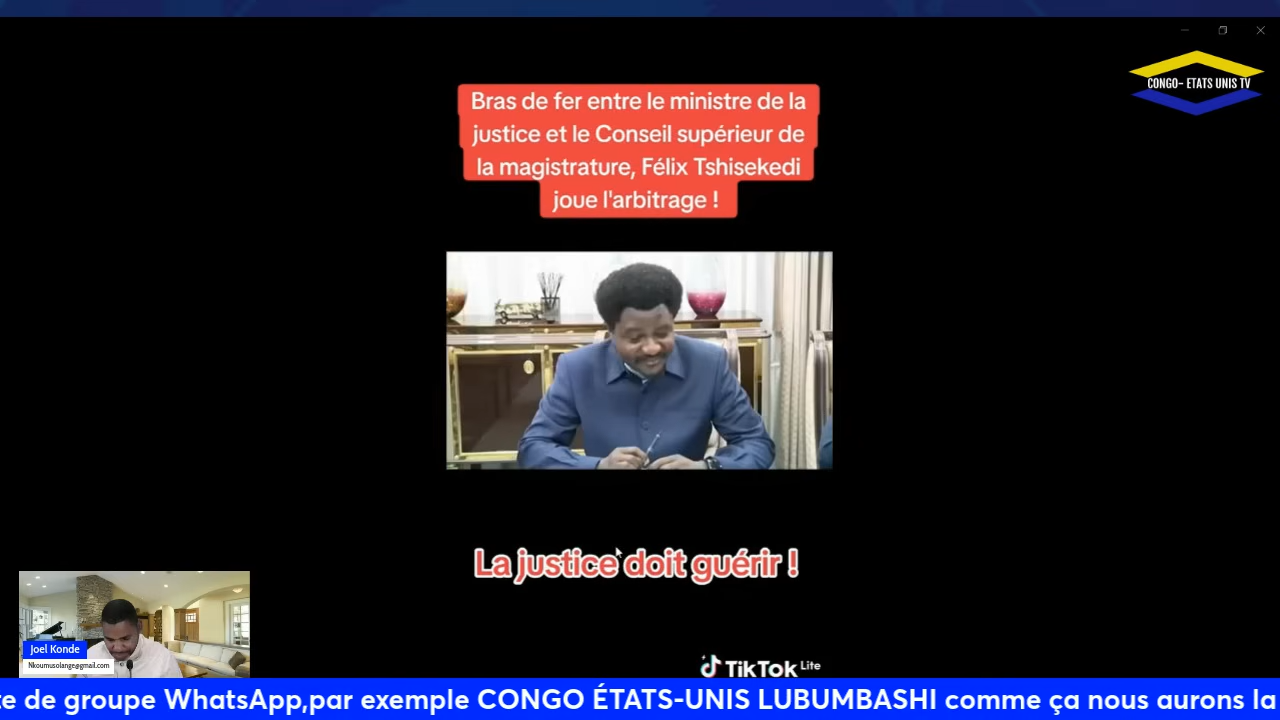 CONGO- ETATS UNIS TV
Bras de fer entre le ministre de la
justice et le Conseil supérieur de
la magistrature, Félix Tshisekedi
joue l'arbitrage !
La justice doit guérir !
Joel Konde
Nkoumusolange@gmail.com
TikTok Lite
te de groupe WhatsApp,par exemple CONGO ÉTATS-UNIS LUBUMBASHI comme ça nous aurons la